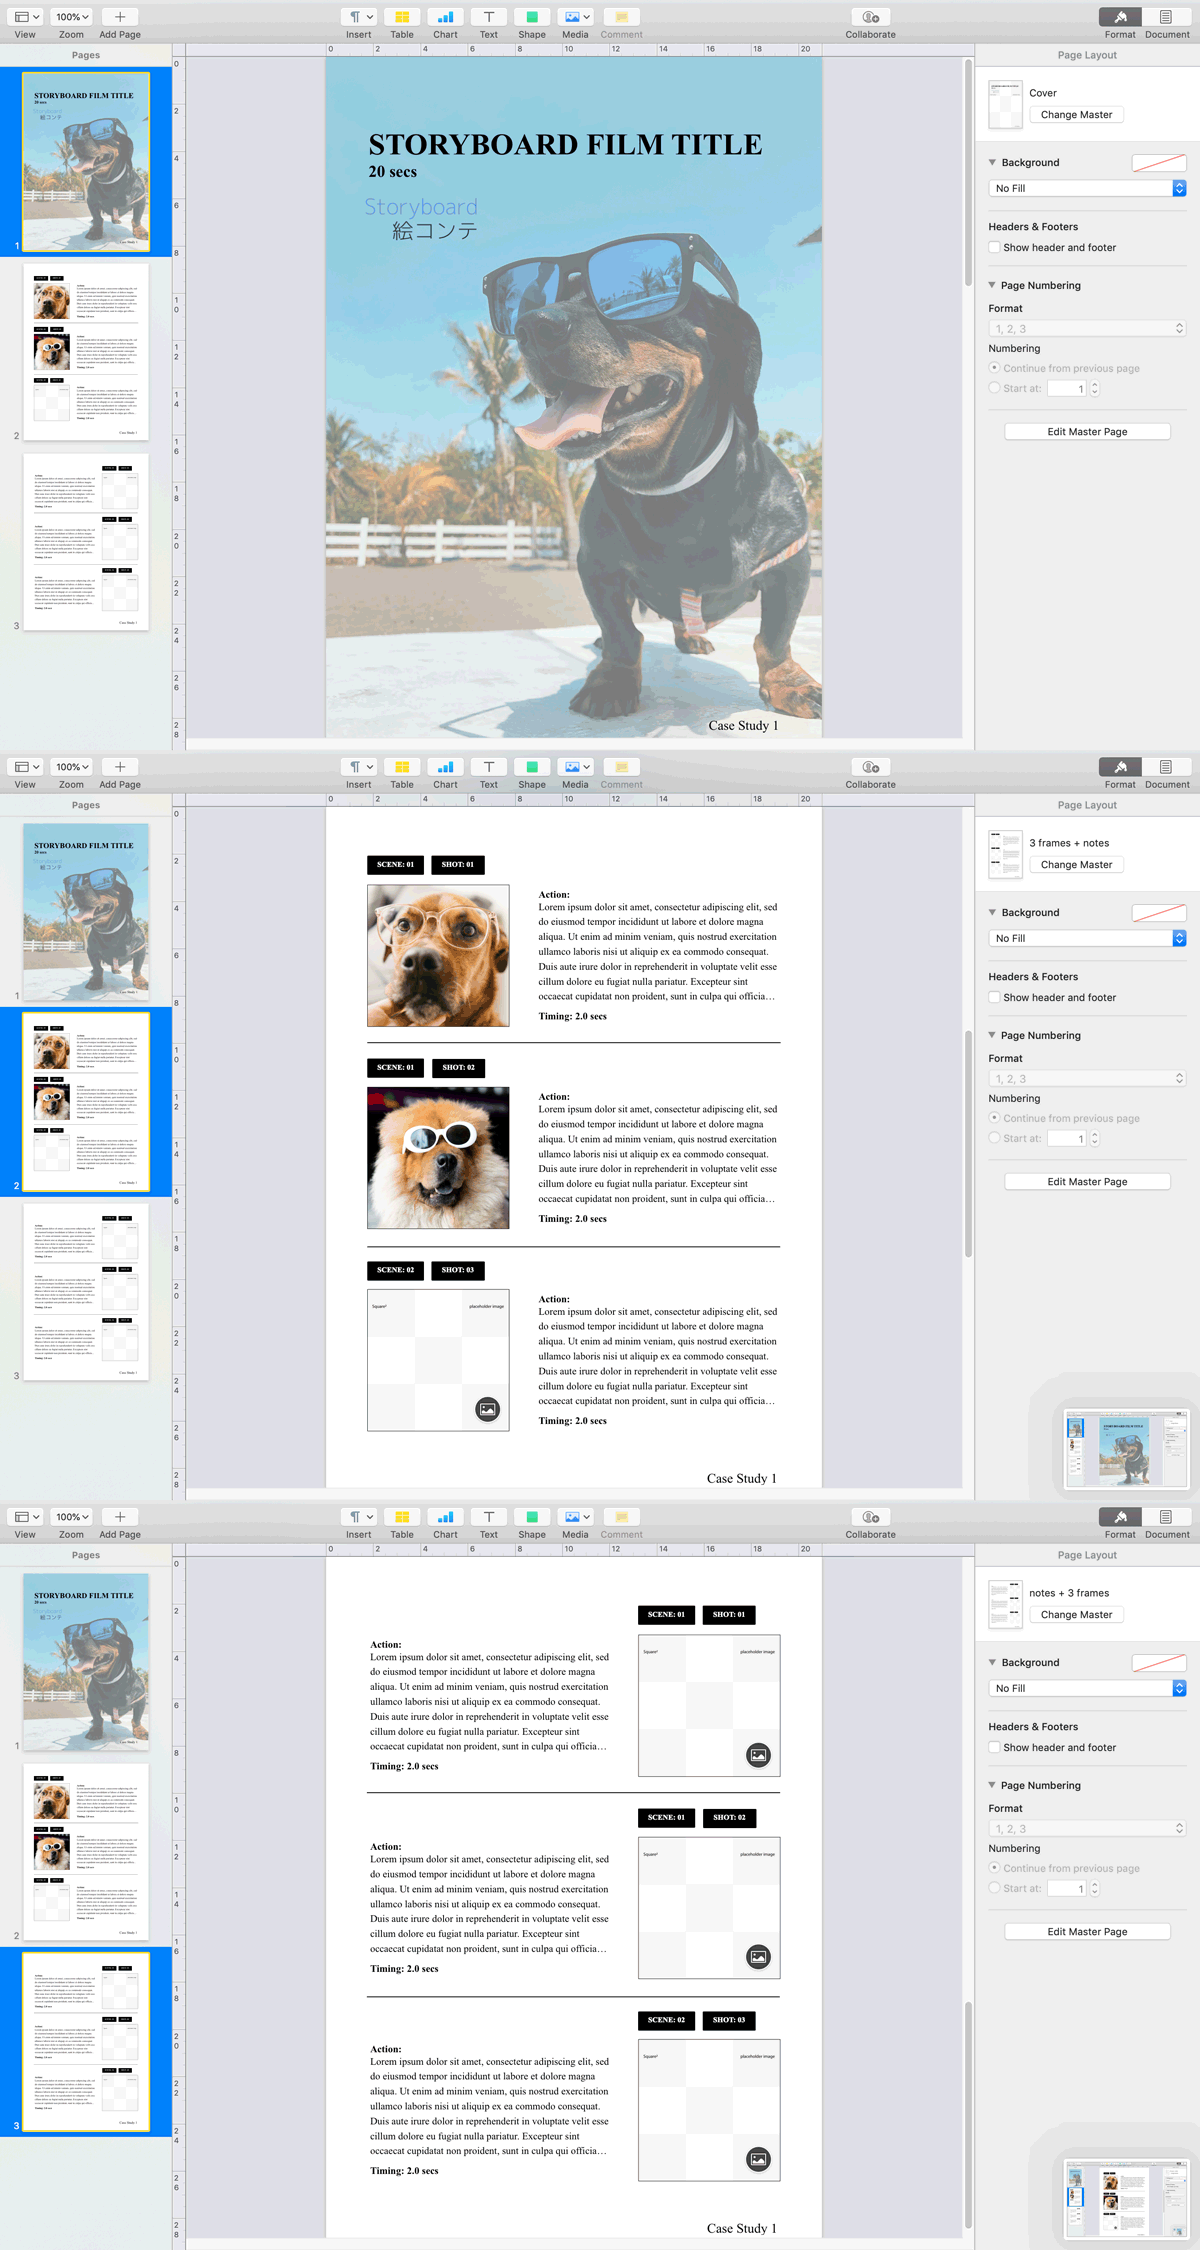 View
Zoom
Add Page
Insert
Table
Chart
Text
Shape
Media
Comment
Collaborate
Format
Document
100%
Pages
Page Layout
STORYBOARD FILM TITLE
20 secs
Storyboard
絵コンテ
Case Study 1
Cover
Change Master
Background
No Fill
Headers & Footers
Show header and footer
Page Numbering
Format
1, 2, 3
Numbering
Continue from previous page
Start at: 1
Edit Master Page
View
Zoom
Add Page
Insert
Table
Chart
Text
Shape
Media
Comment
Collaborate
Format
Document
100%
Pages
Page Layout
STORYBOARD FILM TITLE
SCENE: 01 SHOT: 01
Action:
Lorem ipsum dolor sit amet, consectetur adipiscing elit, sed
do eiusmod tempor incididunt ut labore et dolore magna
aliqua. Ut enim ad minim veniam, quis nostrud exercitation
ullamco laboris nisi ut aliquip ex ea commodo consequat.
Duis aute irure dolor in reprehenderit in voluptate velit esse
cillum dolore eu fugiat nulla pariatur. Excepteur sint
occaecat cupidatat non proident, sunt in culpa qui officia…
Timing: 2.0 secs
SCENE: 01 SHOT: 02
Action:
Lorem ipsum dolor sit amet, consectetur adipiscing elit, sed
do eiusmod tempor incididunt ut labore et dolore magna
aliqua. Ut enim ad minim veniam, quis nostrud exercitation
ullamco laboris nisi ut aliquip ex ea commodo consequat.
Duis aute irure dolor in reprehenderit in voluptate velit esse
cillum dolore eu fugiat nulla pariatur. Excepteur sint
occaecat cupidatat non proident, sunt in culpa qui officia…
Timing: 2.0 secs
SCENE: 02 SHOT: 03
Square² placeholder image
Action:
Lorem ipsum dolor sit amet, consectetur adipiscing elit, sed
do eiusmod tempor incididunt ut labore et dolore magna
aliqua. Ut enim ad minim veniam, quis nostrud exercitation
ullamco laboris nisi ut aliquip ex ea commodo consequat.
Duis aute irure dolor in reprehenderit in voluptate velit esse
cillum dolore eu fugiat nulla pariatur. Excepteur sint
occaecat cupidatat non proident, sunt in culpa qui officia…
Timing: 2.0 secs
Case Study 1
3 frames + notes
Change Master
Background
No Fill
Headers & Footers
Show header and footer
Page Numbering
Format
1, 2, 3
Numbering
Continue from previous page
Start at: 1
Edit Master Page
View
Zoom
Add Page
Insert
Table
Chart
Text
Shape
Media
Comment
Collaborate
Format
Document
100%
Pages
Page Layout
STORYBOARD FILM TITLE
SCENE: 01 SHOT: 01
Square² placeholder image
Action:
Lorem ipsum dolor sit amet, consectetur adipiscing elit, sed
do eiusmod tempor incididunt ut labore et dolore magna
aliqua. Ut enim ad minim veniam, quis nostrud exercitation
ullamco laboris nisi ut aliquip ex ea commodo consequat.
Duis aute irure dolor in reprehenderit in voluptate velit esse
cillum dolore eu fugiat nulla pariatur. Excepteur sint
occaecat cupidatat non proident, sunt in culpa qui officia…
Timing: 2.0 secs
SCENE: 01 SHOT: 02
Square² placeholder image
Action:
Lorem ipsum dolor sit amet, consectetur adipiscing elit, sed
do eiusmod tempor incididunt ut labore et dolore magna
aliqua. Ut enim ad minim veniam, quis nostrud exercitation
ullamco laboris nisi ut aliquip ex ea commodo consequat.
Duis aute irure dolor in reprehenderit in voluptate velit esse
cillum dolore eu fugiat nulla pariatur. Excepteur sint
occaecat cupidatat non proident, sunt in culpa qui officia…
Timing: 2.0 secs
SCENE: 02 SHOT: 03
Square² placeholder image
Action:
Lorem ipsum dolor sit amet, consectetur adipiscing elit, sed
do eiusmod tempor incididunt ut labore et dolore magna
aliqua. Ut enim ad minim veniam, quis nostrud exercitation
ullamco laboris nisi ut aliquip ex ea commodo consequat.
Duis aute irure dolor in reprehenderit in voluptate velit esse
cillum dolore eu fugiat nulla pariatur. Excepteur sint
occaecat cupidatat non proident, sunt in culpa qui officia…
Timing: 2.0 secs
Case Study 1
notes + 3 frames
Change Master
Background
No Fill
Headers & Footers
Show header and footer
Page Numbering
Format
1, 2, 3
Numbering
Continue from previous page
Start at: 1
Edit Master Page